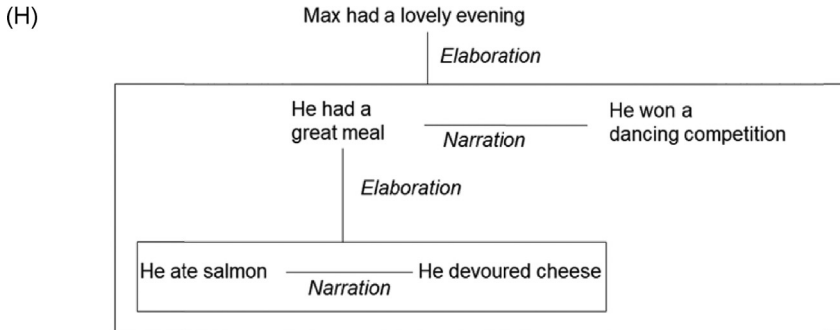 (H)
Max had a lovely evening
Elaboration
He had a
great meal
Narration
He won a
dancing competition
Elaboration
He ate salmon
Narration
He devoured cheese